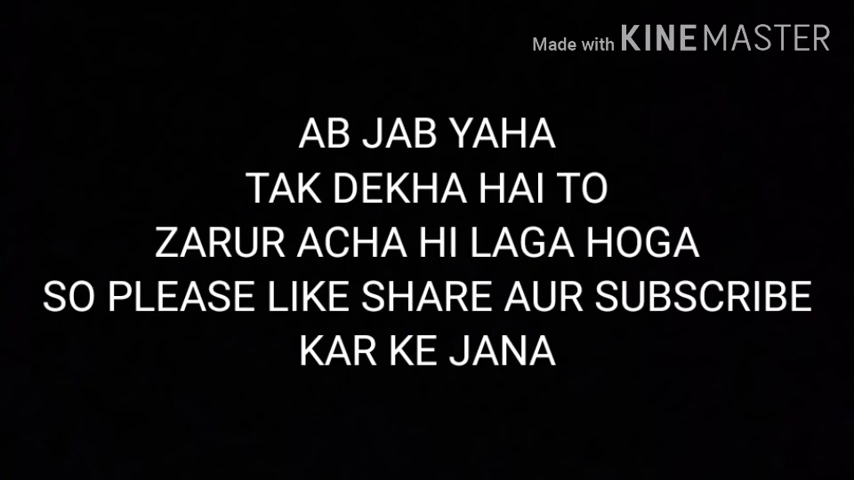 Made with KINEMASTER
AB JAB YAHA
TAK DEKHA HAI TO
ZARUR ACHA HI LAGA HOGA
SO PLEASE LIKE SHARE AUR SUBSCRIBE
KAR KE JANA